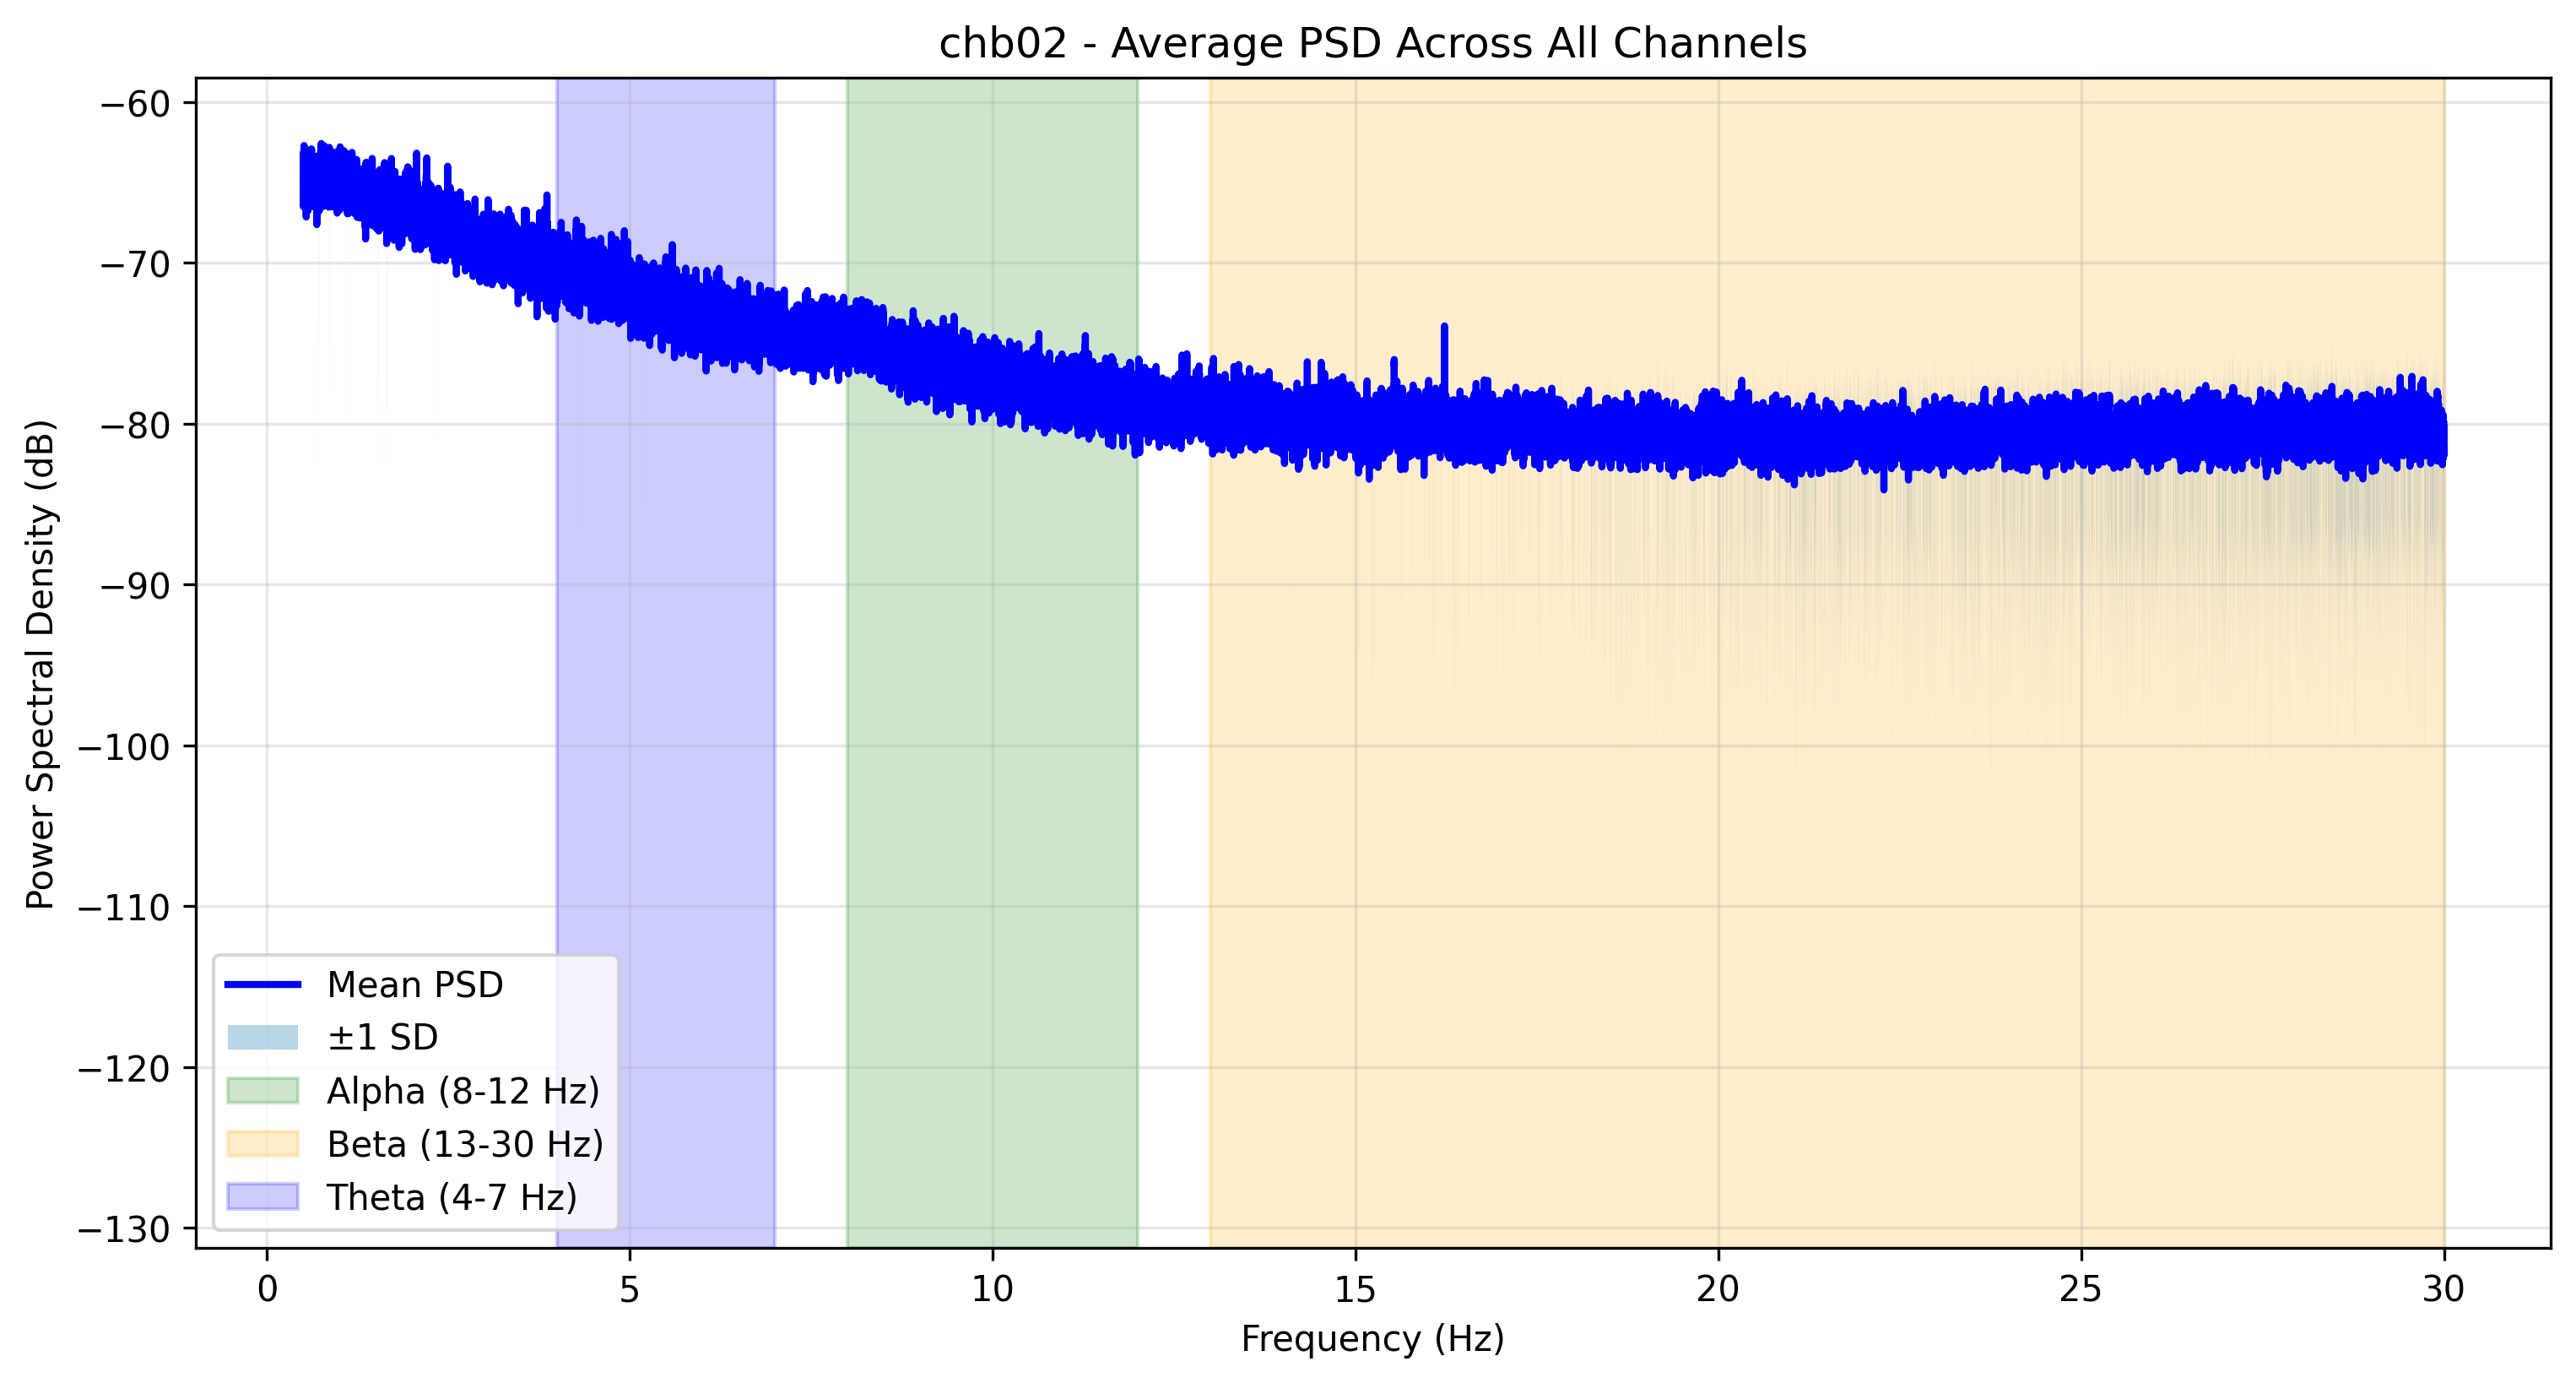 chb02 - Average PSD Across All Channels
Power Spectral Density (dB)
−60
−70
−80
−90
−100
−110
−120
−130
Mean PSD
±1 SD
Alpha (8-12 Hz)
Beta (13-30 Hz)
Theta (4-7 Hz)
0 5 10 15 20 25 30
Frequency (Hz)